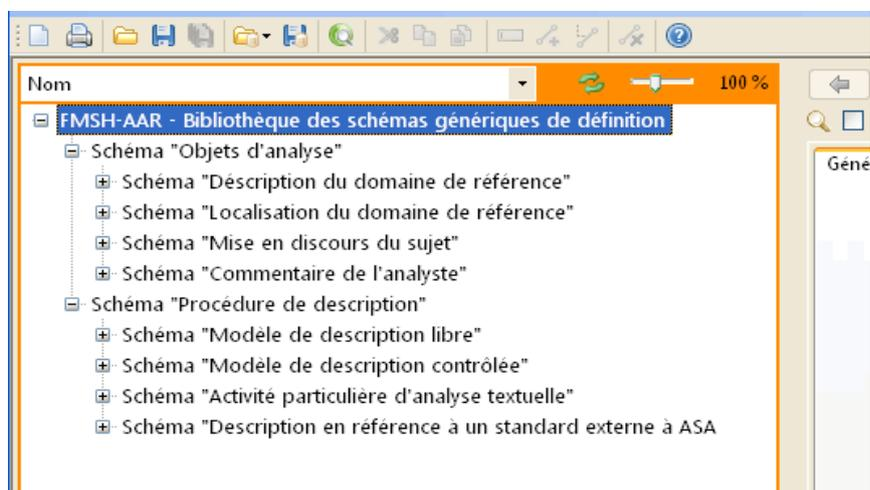 Nom
100 %
FMSH-AAR - Bibliothèque des schémas génériques de définition
Schéma "Objets d'analyse"
Géné
Schéma "Déscription du domaine de référence"
Schéma "Localisation du domaine de référence"
Schéma "Mise en discours du sujet"
Schéma "Commentaire de l'analyste"
Schéma "Procédure de description"
Schéma "Modèle de description libre"
Schéma "Modèle de description contrôlée"
Schéma "Activité particulière d'analyse textuelle"
Schéma "Description en référence à un standard externe à ASA